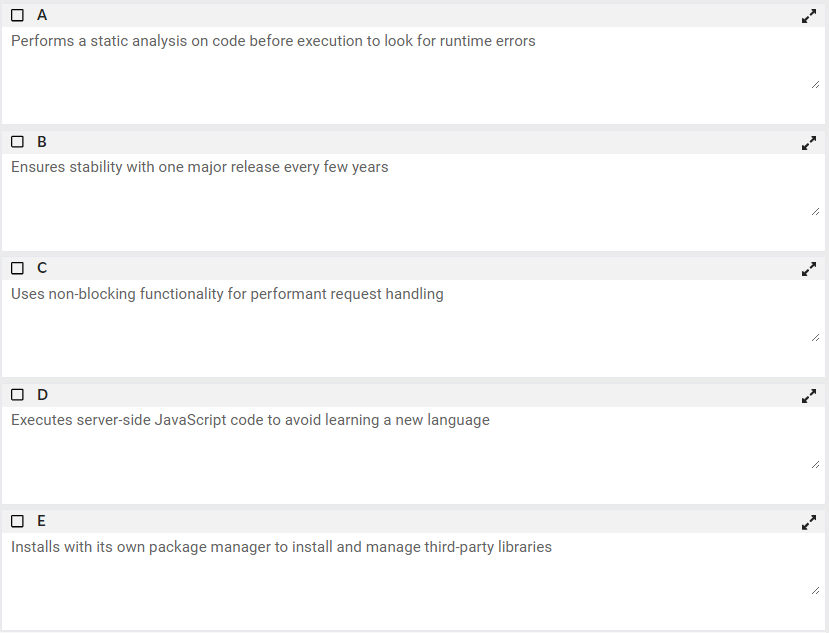 A
Performs a static analysis on code before execution to look for runtime errors
B
Ensures stability with one major release every few years
C
Uses non-blocking functionality for performant request handling
D
Executes server-side JavaScript code to avoid learning a new language
E
Installs with its own package manager to install and manage third-party libraries